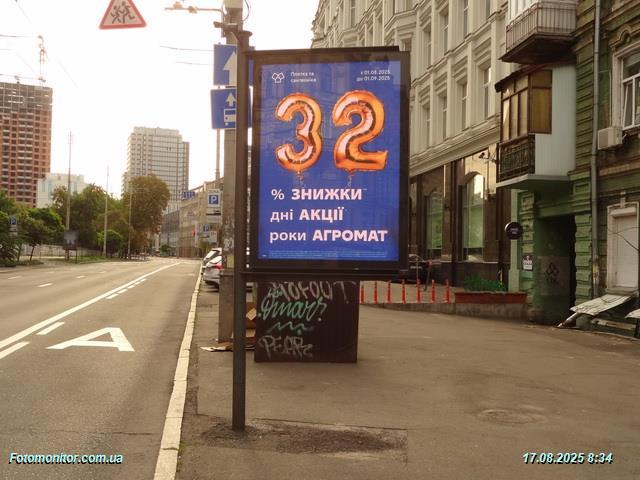 Плитка та
сантехніка
з 01.08.2025
до 01.09.2025
32
% ЗНИЖКИ
дні АКЦІЇ
роки АГРОМАТ
P
A
Fotomonitor.com.ua
17.08.2025 8:34